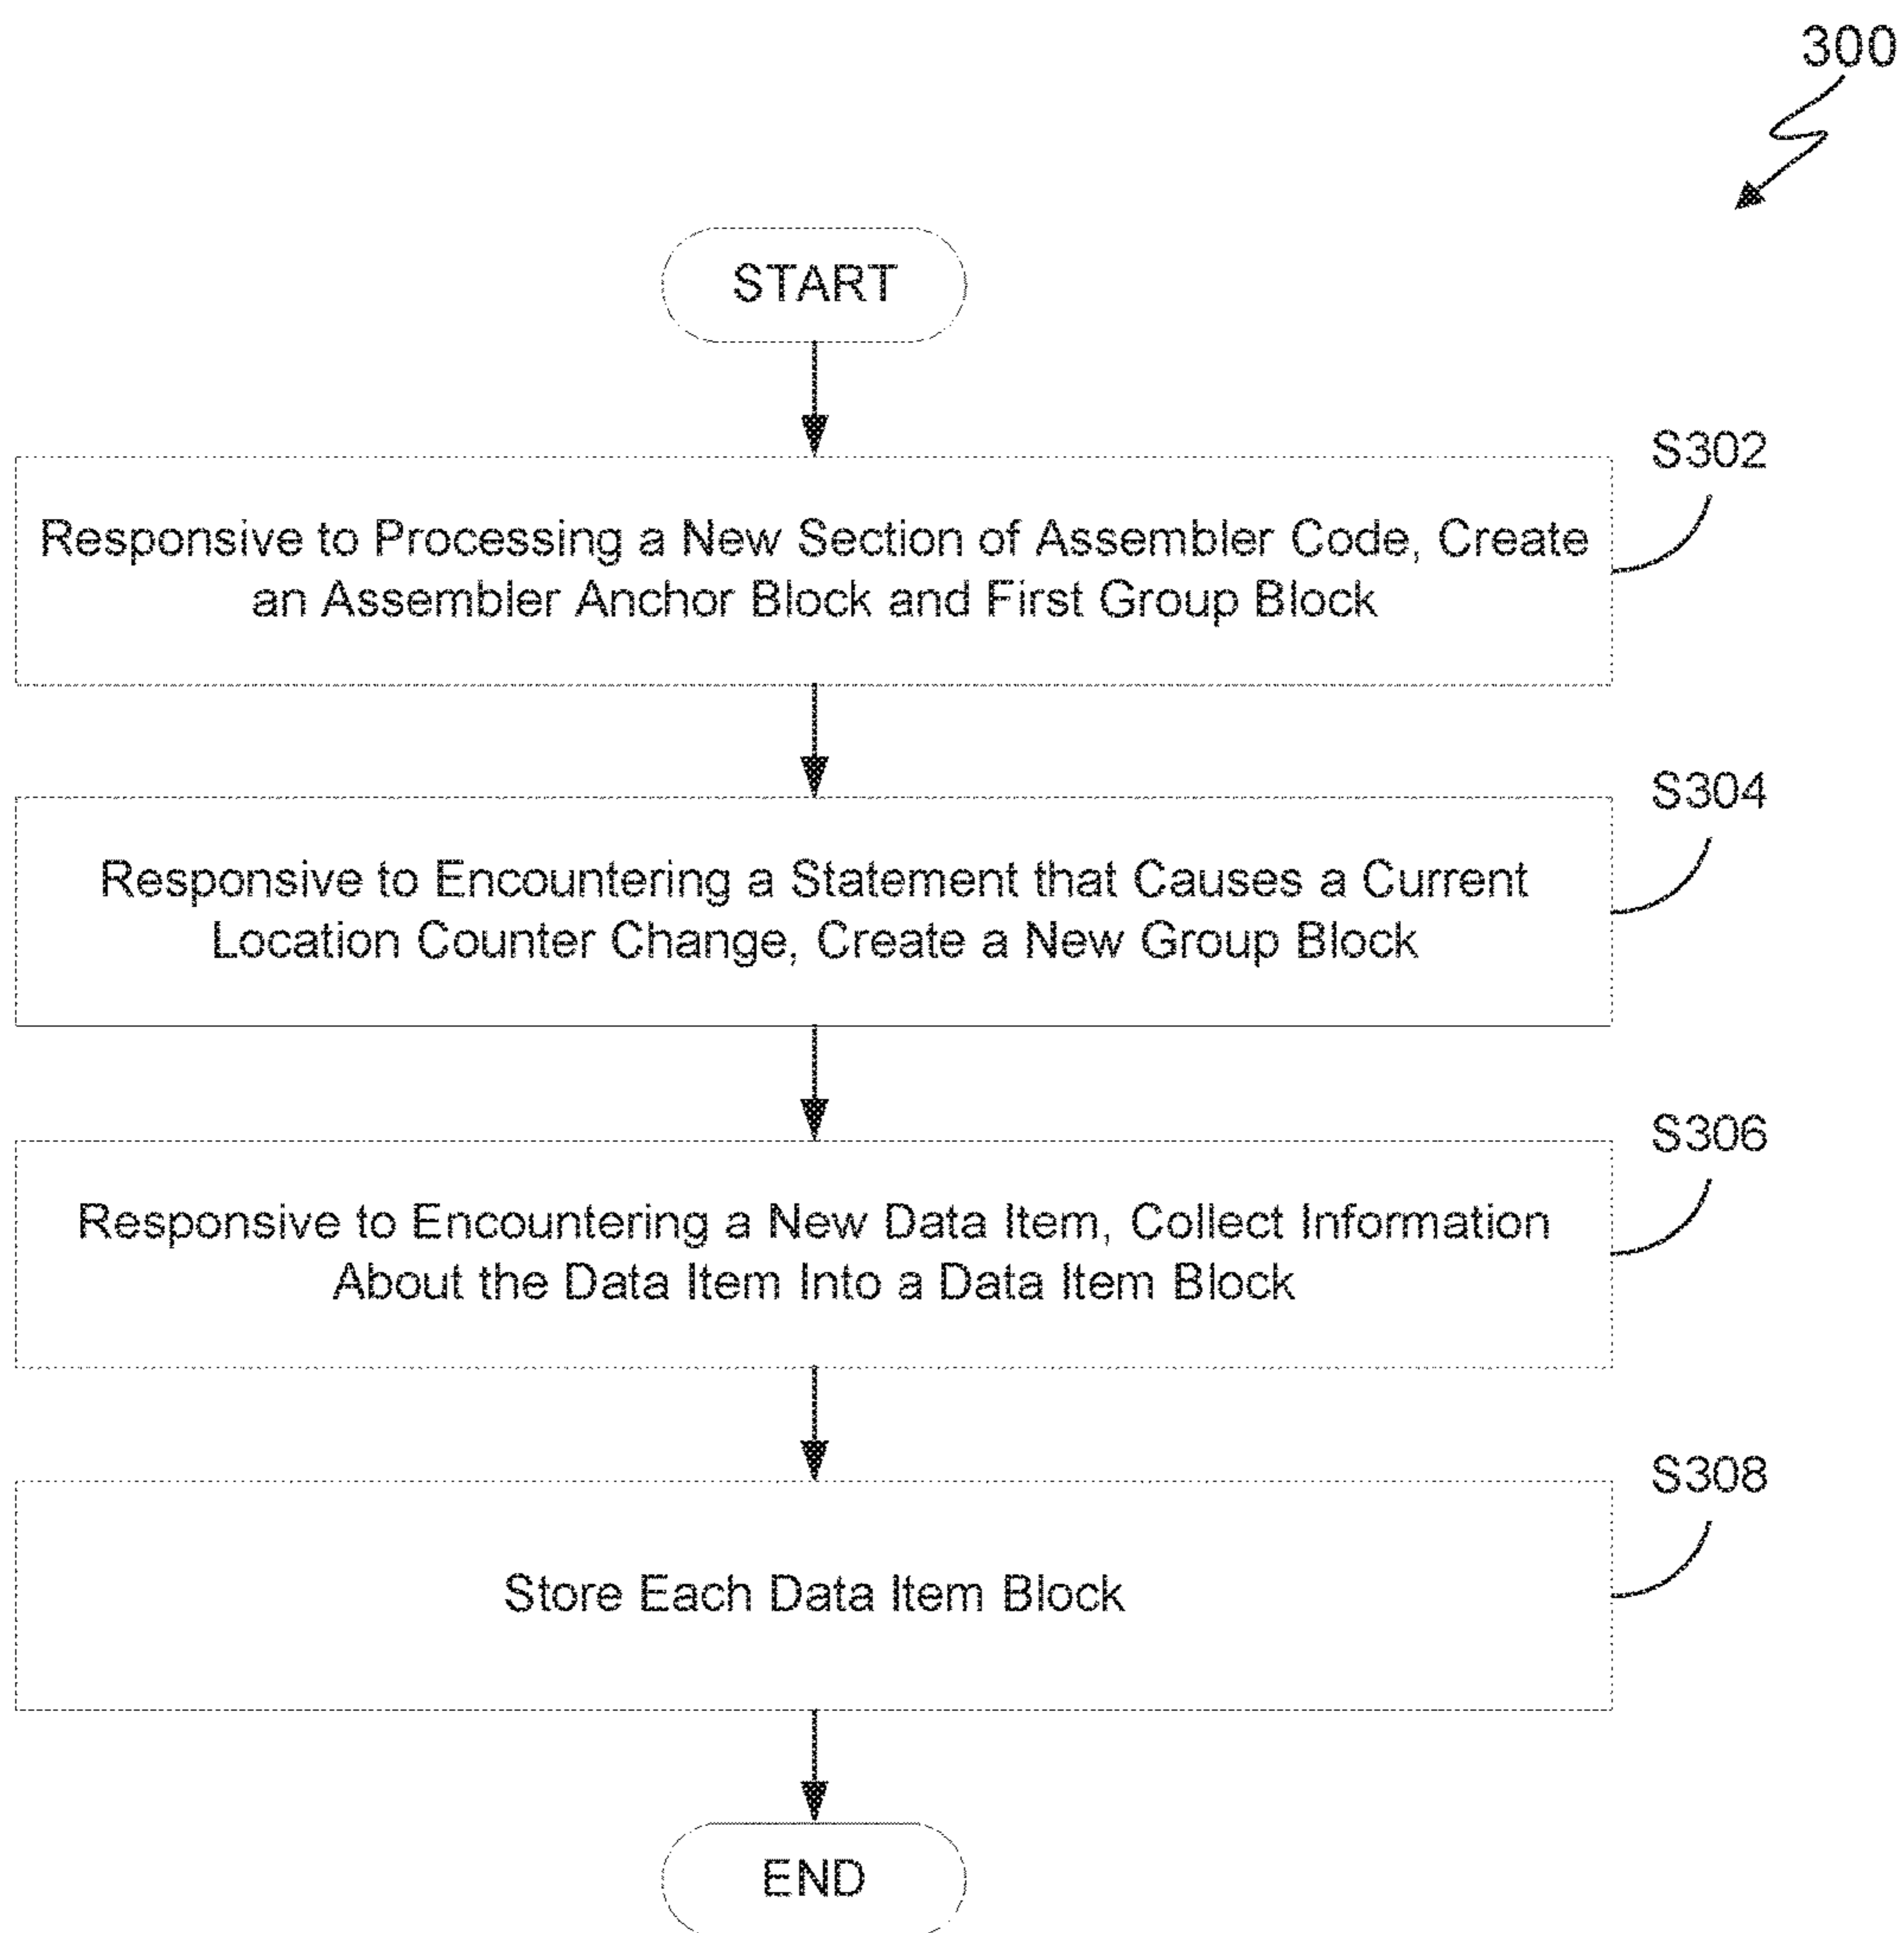 300
START
S302
Responsive to Processing a New Section of Assembler Code, Create
an Assembler Anchor Block and First Group Block
S304
Responsive to Encountering a Statement that Causes a Current
Location Counter Change, Create a New Group Block
S306
Responsive to Encountering a New Data Item, Collect Information
About the Data Item Into a Data Item Block
S308
Store Each Data Item Block
END